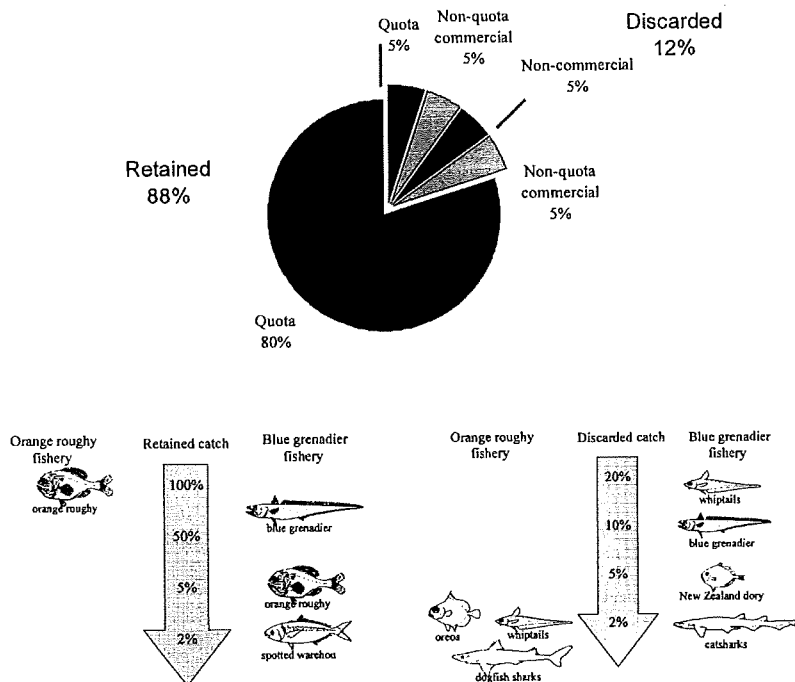 Quota
5%
Non-quota
commercial
5%
Discarded
12%
Non-commercial
5%
Retained
88%
Non-quota
commercial
5%
Quota
80%
Orange roughy
fishery
Retained catch
Blue grenadier
fishery
100%
orange roughy
blue grenadier
50%
5%
orange roughy
2%
spotted warehou
Orange roughy
fishery
Discarded catch
Blue grenadier
fishery
20%
whiptails
10%
blue grenadier
5%
New Zealand dory
2%
oreos
whiptails
catsharks
dogfish sharks